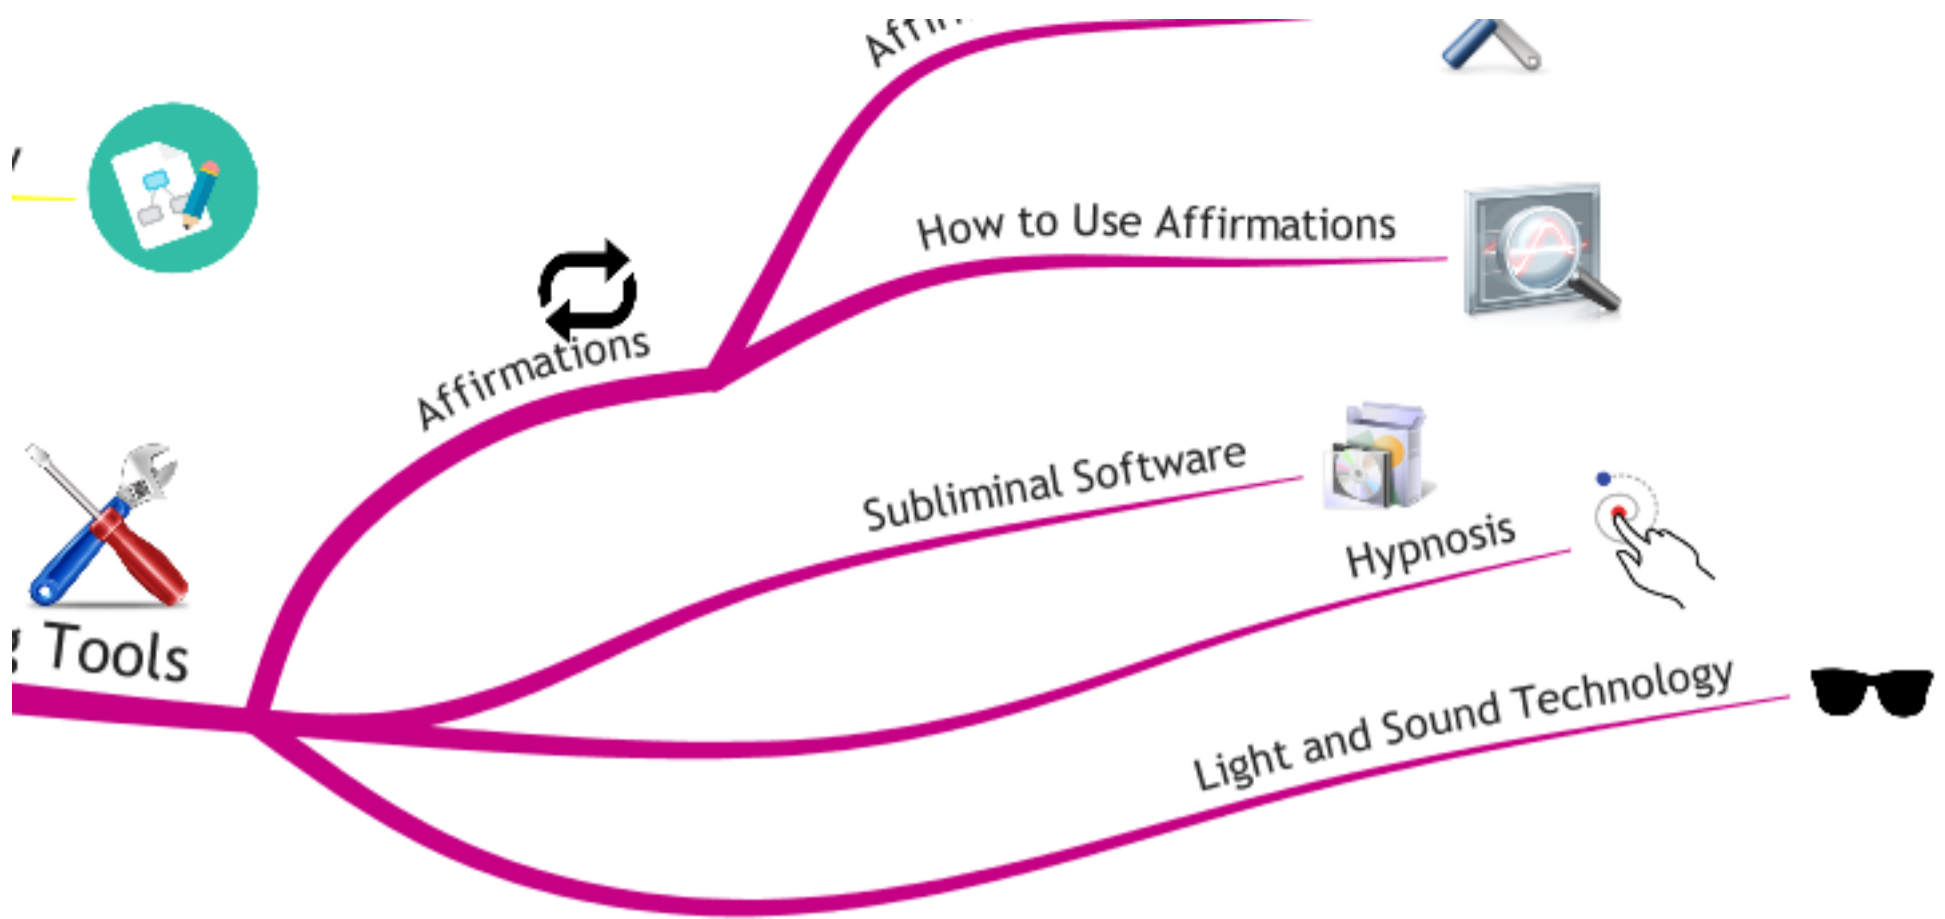 How to Use Affirmations
Affirmations
Subliminal Software
Hypnosis
Tools
Light and Sound Technology